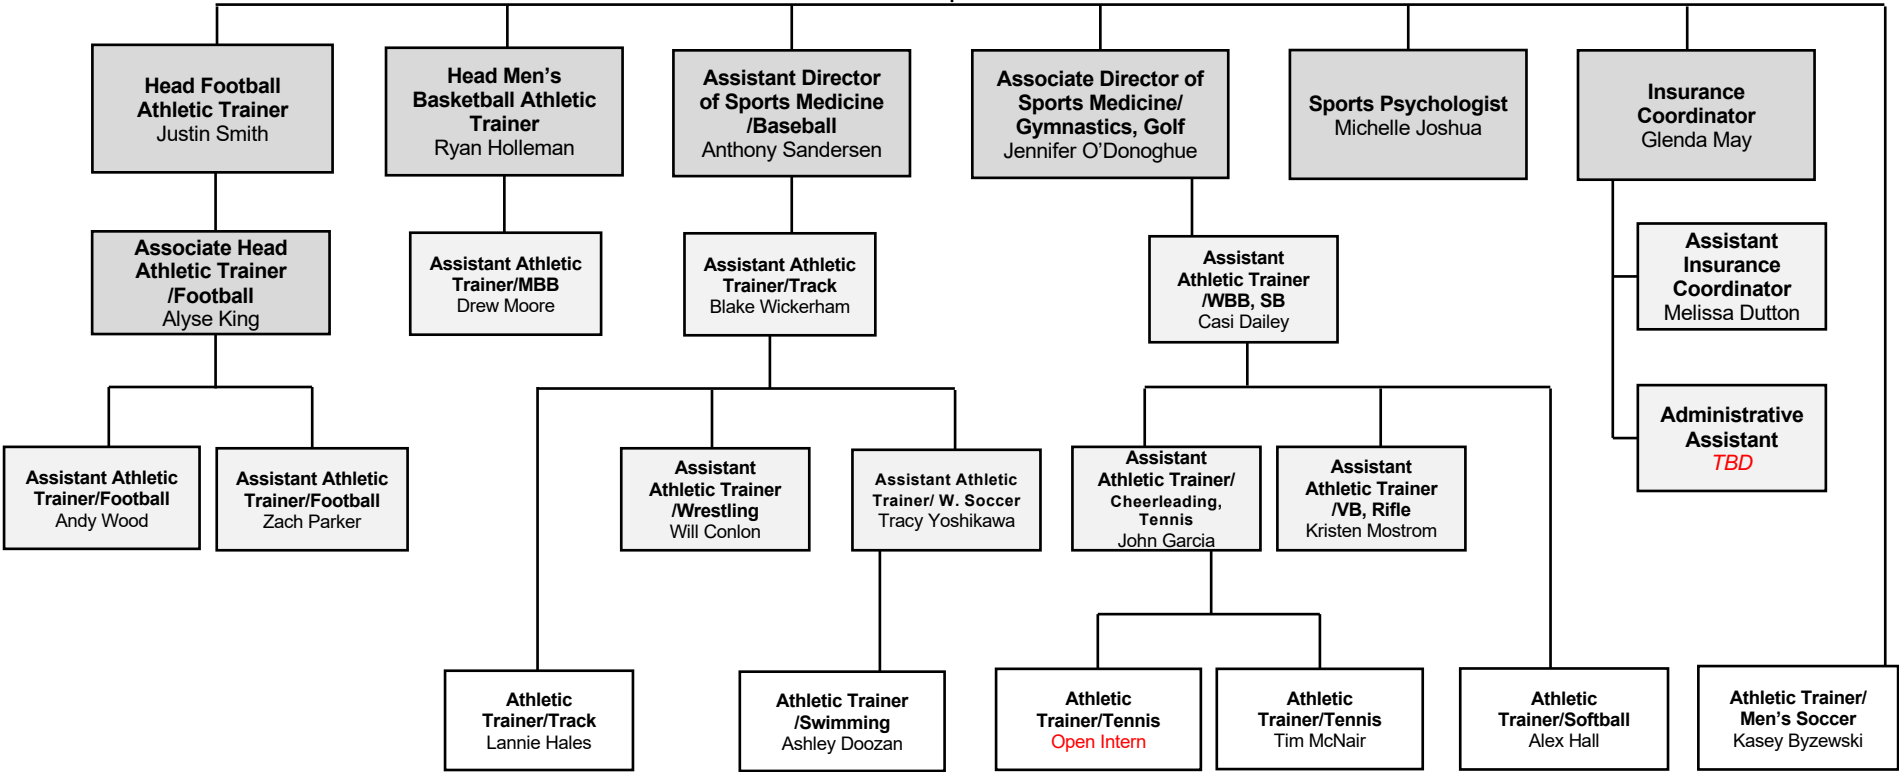 Head Football
Athletic Trainer
Justin Smith
Head Men’s
Basketball Athletic
Trainer
Ryan Holleman
Assistant Director
of Sports Medicine
/Baseball
Anthony Sandersen
Associate Director of
Sports Medicine/
Gymnastics, Golf
Jennifer O’Donoghue
Sports Psychologist
Michelle Joshua
Insurance
Coordinator
Glenda May
Associate Head
Athletic Trainer
/Football
Alyse King
Assistant Athletic
Trainer/MBB
Drew Moore
Assistant Athletic
Trainer/Track
Blake Wickerham
Assistant
Athletic Trainer
/WBB, SB
Casi Dailey
Assistant
Insurance
Coordinator
Melissa Dutton
Administrative
Assistant
TBD
Assistant Athletic
Trainer/Football
Andy Wood
Assistant Athletic
Trainer/Football
Zach Parker
Assistant
Athletic Trainer
/Wrestling
Will Conlon
Assistant Athletic
Trainer/ W. Soccer
Tracy Yoshikawa
Assistant
Athletic Trainer/
Cheerleading,
Tennis
John Garcia
Assistant
Athletic Trainer
/VB, Rifle
Kristen Mostrom
Athletic
Trainer/Track
Lannie Hales
Athletic Trainer
/Swimming
Ashley Doozan
Athletic
Trainer/Tennis
Open Intern
Athletic
Trainer/Tennis
Tim McNair
Athletic
Trainer/Softball
Alex Hall
Athletic Trainer/
Men’s Soccer
Kasey Byzewski